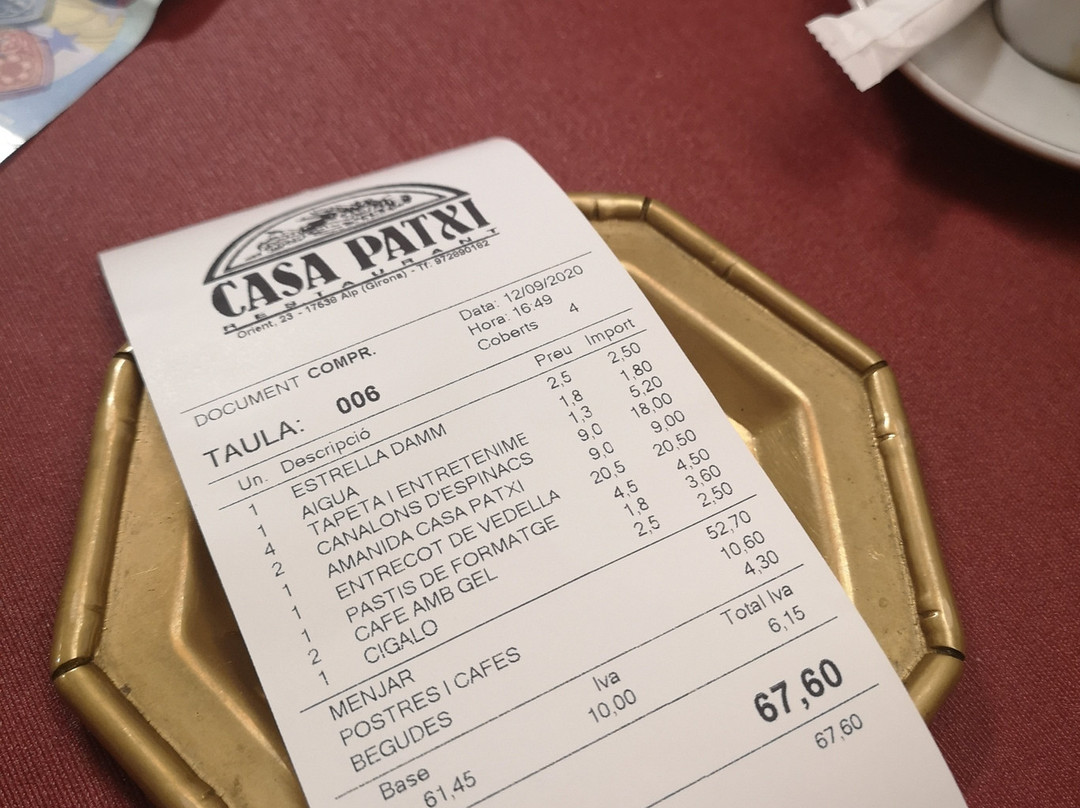 CASA PATXI
RESTAURANT
Orient, 23 - 17538 Alp (Girona) - Tf: 972890182
Data: 12/09/2020
Hora: 16:49
DOCUMENT COMPR. Coberts 4
TAULA: 006
Un. Descripció Preu Import
1 ESTRELLA DAMM 2,5 2,50
1 AIGUA 1,8 1,80
4 TAPETA I ENTRETENIME 1,3 5,20
2 CANALONS D'ESPINACS 9,0 18,00
1 AMANIDA CASA PATXI 9,0 9,00
1 ENTRECOT DE VEDELLA 20,5 20,50
1 PASTIS DE FORMATGE 4,5 4,50
2 CAFE AMB GEL 1,8 3,60
1 CIGALO 2,5 2,50
MENJAR 52,70
POSTRES I CAFES 10,60
BEGUDES 4,30
Base Iva Total Iva
61,45 10,00 6,15
67,60
67,60